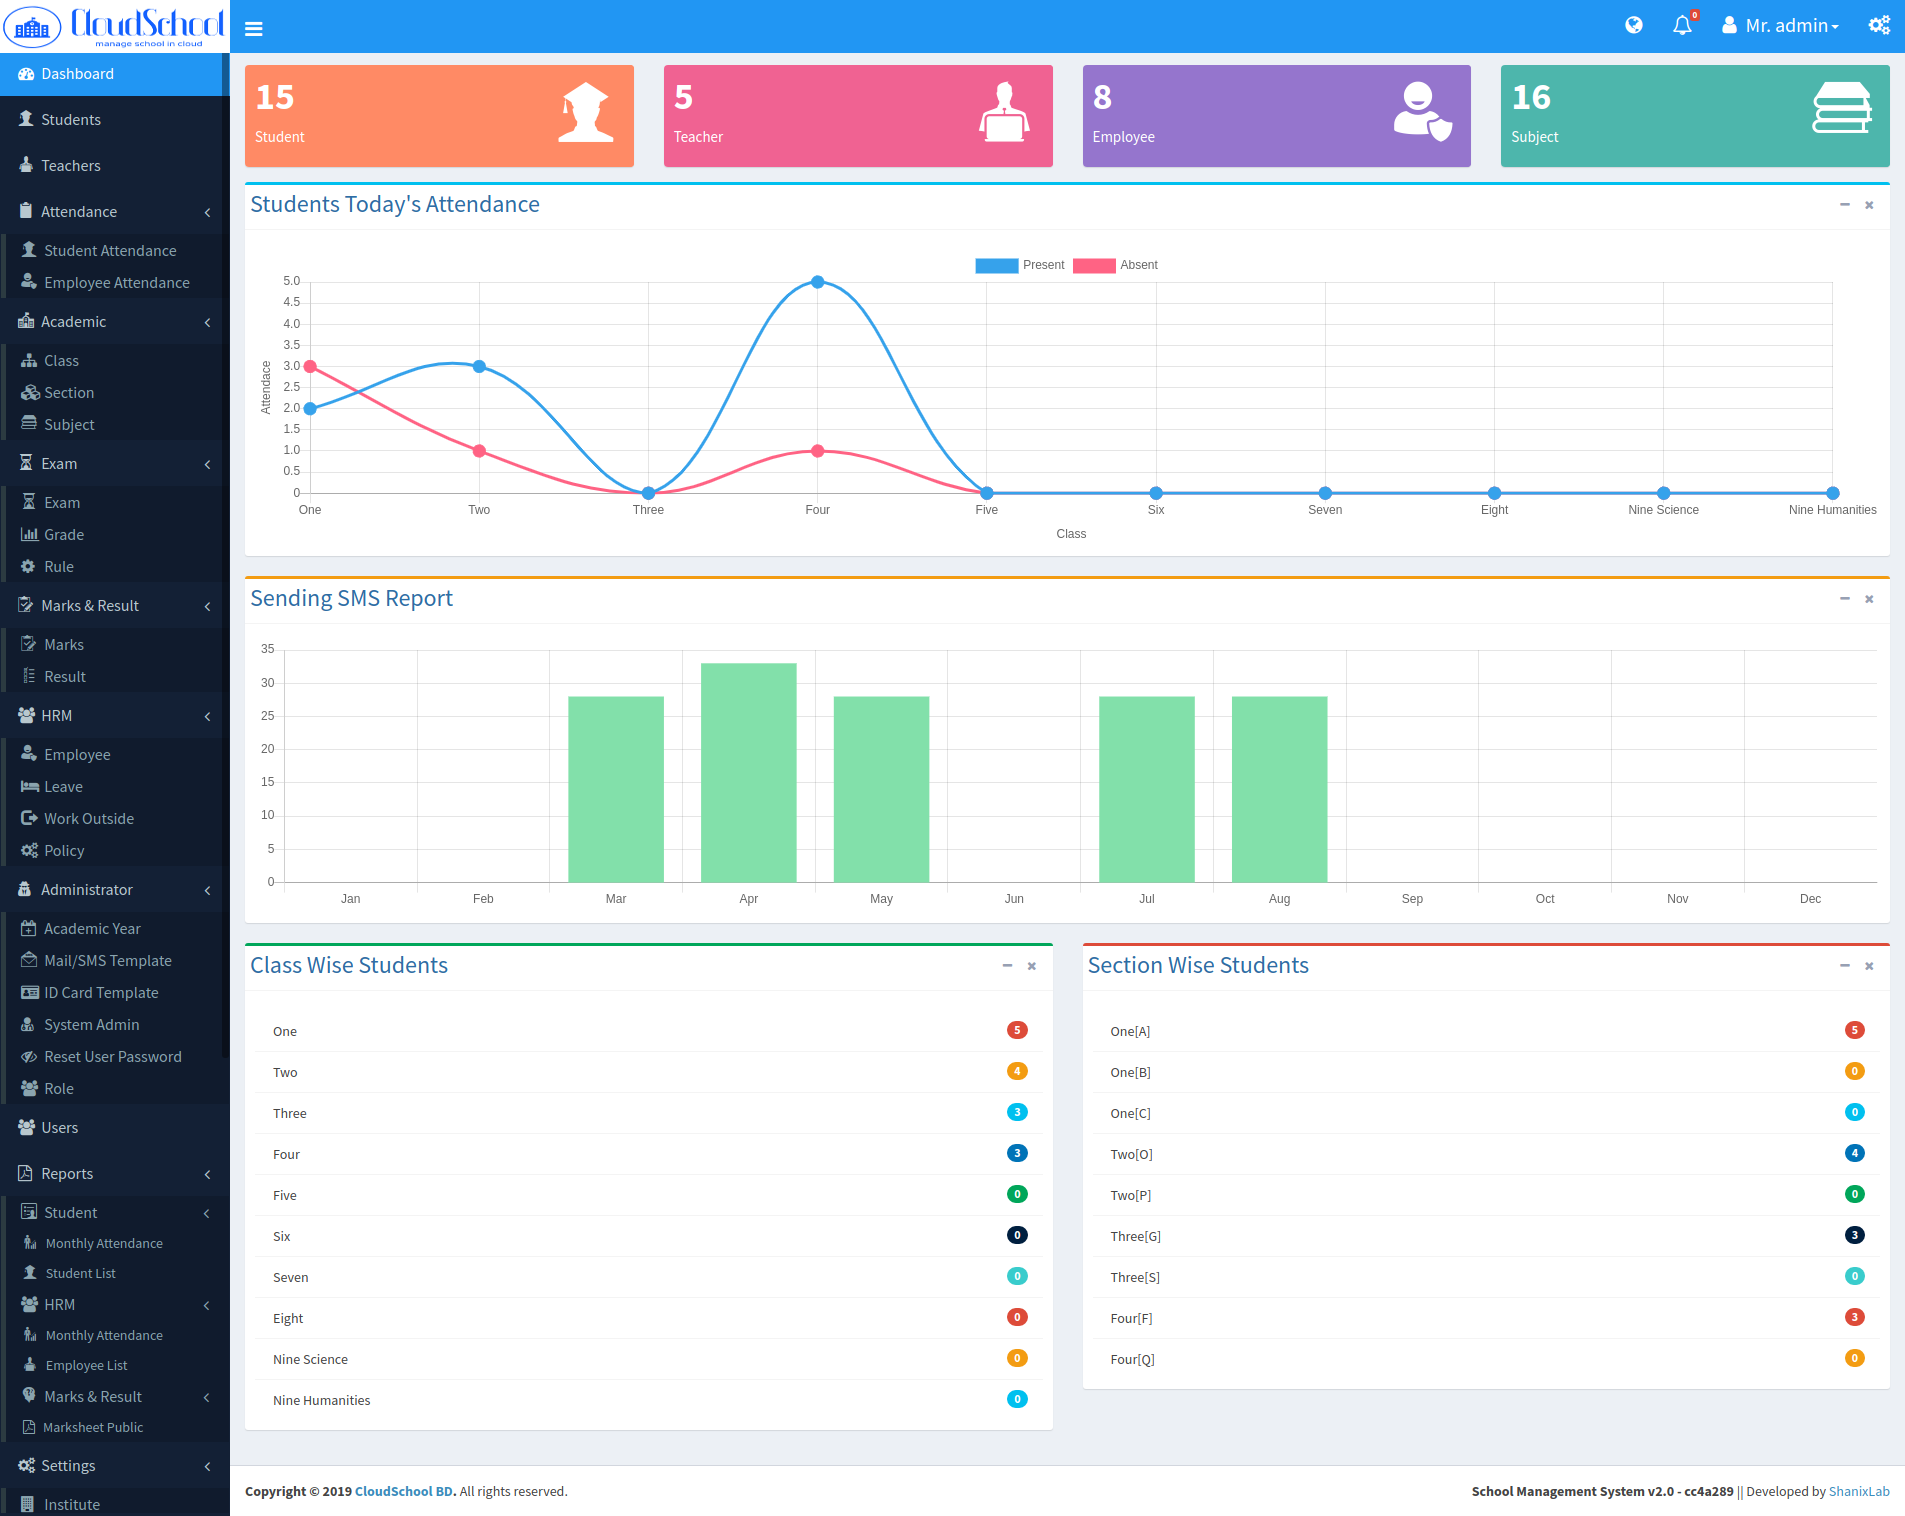 CloudSchool
manage school in cloud
0
Mr. admin
Dashboard
Students
Teachers
Attendance
Student Attendance
Employee Attendance
Academic
Class
Section
Subject
Exam
Exam
Grade
Rule
Marks & Result
Marks
Result
HRM
Employee
Leave
Work Outside
Policy
Administrator
Academic Year
Mail/SMS Template
ID Card Template
System Admin
Reset User Password
Role
Users
Reports
Student
Monthly Attendance
Student List
HRM
Monthly Attendance
Employee List
Marks & Result
Marksheet Public
Settings
Institute
15
Student
5
Teacher
8
Employee
16
Subject
Students Today's Attendance
Present Absent
Attendace
5.0
4.5
4.0
3.5
3.0
2.5
2.0
1.5
1.0
0.5
0
One Two Three Four Five Six Seven Eight Nine Science Nine Humanities
Class
Sending SMS Report
35
30
25
20
15
10
5
0
Jan Feb Mar Apr May Jun Jul Aug Sep Oct Nov Dec
Class Wise Students
One 5
Two 4
Three 3
Four 3
Five 0
Six 0
Seven 0
Eight 0
Nine Science 0
Nine Humanities 0
Section Wise Students
One[A] 5
One[B] 0
One[C] 0
Two[O] 4
Two[P] 0
Three[G] 3
Three[S] 0
Four[F] 3
Four[Q] 0
Copyright © 2019 CloudSchool BD. All rights reserved.
School Management System v2.0 - cc4a289 || Developed by ShanixLab